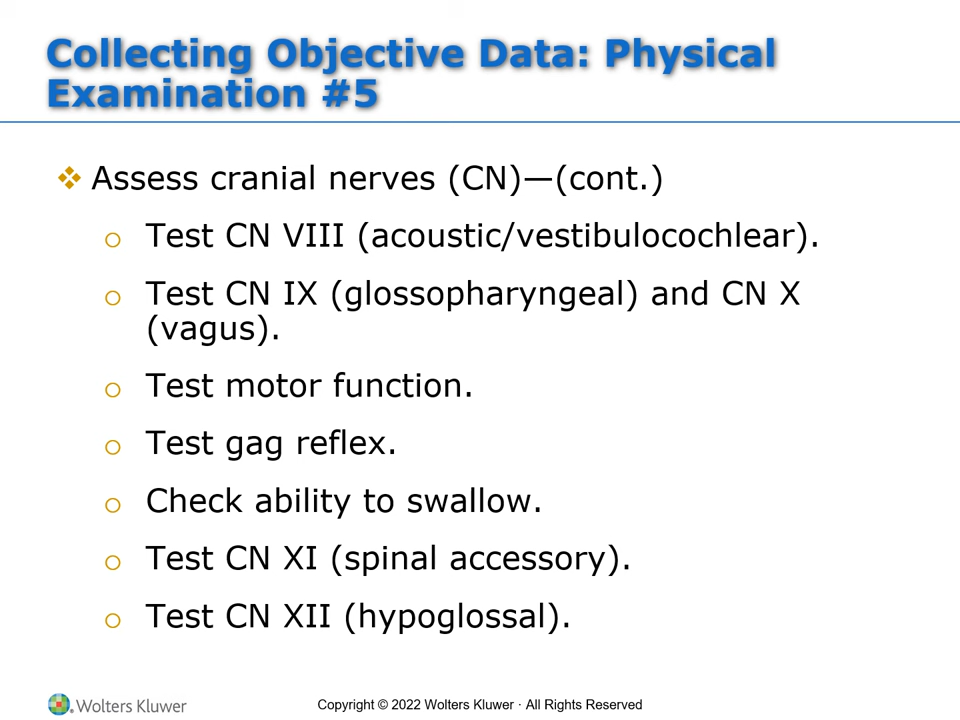 Collecting Objective Data: Physical
Examination #5
❖ Assess cranial nerves (CN)—(cont.)
o Test CN VIII (acoustic/vestibulocochlear).
o Test CN IX (glossopharyngeal) and CN X
(vagus).
o Test motor function.
o Test gag reflex.
o Check ability to swallow.
o Test CN XI (spinal accessory).
o Test CN XII (hypoglossal).
Wolters Kluwer
Copyright © 2022 Wolters Kluwer · All Rights Reserved